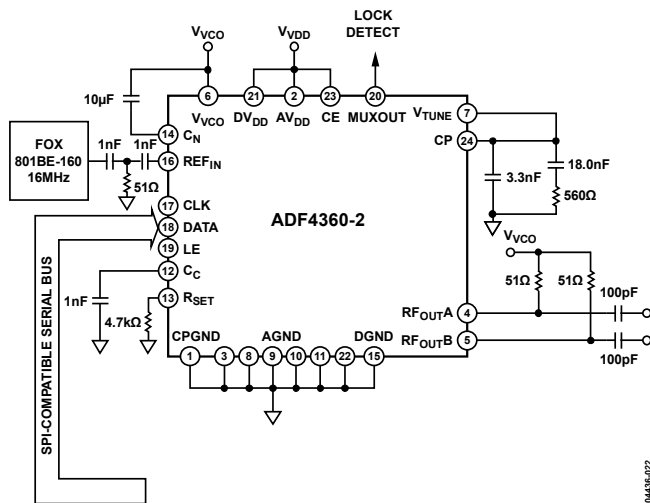 LOCK
DETECT
VVCO
VVDD
10µF
6
21
2
23
20
VVCO
DVDD
AVDD
CE
MUXOUT
VTUNE
7
14
CN
CP
24
FOX
801BE-160
16MHz
1nF
1nF
16
REFIN
51Ω
18.0nF
3.3nF
560Ω
17
CLK
18
DATA
19
LE
ADF4360-2
12
CC
VVCO
51Ω
51Ω
1nF
13
RSET
4.7kΩ
100pF
RFOUTA
4
RFOUTB
5
100pF
CPGND
AGND
DGND
1
3
8
9
10
11
22
15
SPI-COMPATIBLE SERIAL BUS
04436-022